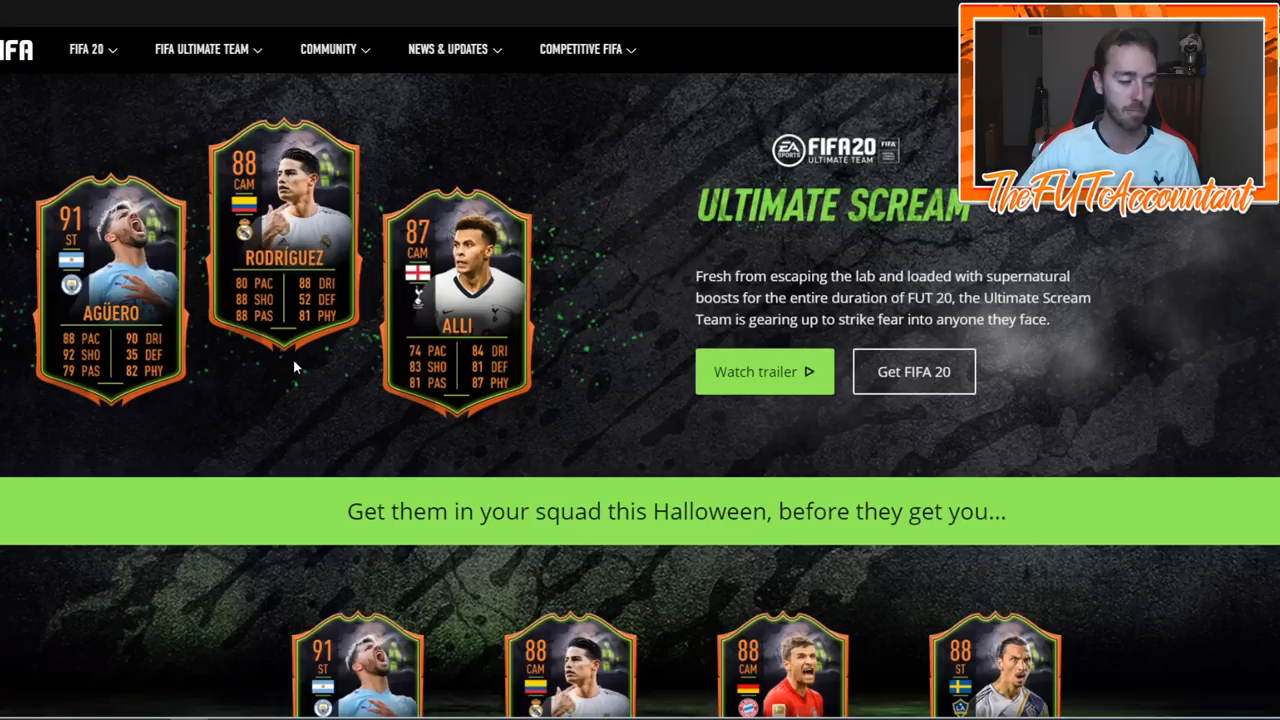 IFA
FIFA 20
FIFA ULTIMATE TEAM
COMMUNITY
NEWS & UPDATES
COMPETITIVE FIFA
TheFUTAccountant
91
ST
AGÜERO
88 PAC 90 DRI
92 SHO 35 DEF
79 PAS 82 PHY
88
CAM
RODRÍGUEZ
80 PAC 88 DRI
88 SHO 52 DEF
88 PAS 81 PHY
87
CAM
ALLI
74 PAC 84 DRI
83 SHO 81 DEF
81 PAS 87 PHY
EA SPORTS FIFA20 FIFA
ULTIMATE TEAM
ULTIMATE SCREAM
Fresh from escaping the lab and loaded with supernatural
boosts for the entire duration of FUT 20, the Ultimate Scream
Team is gearing up to strike fear into anyone they face.
Watch trailer
Get FIFA 20
Get them in your squad this Halloween, before they get you...
91
ST
88
CAM
88
CAM
88
ST